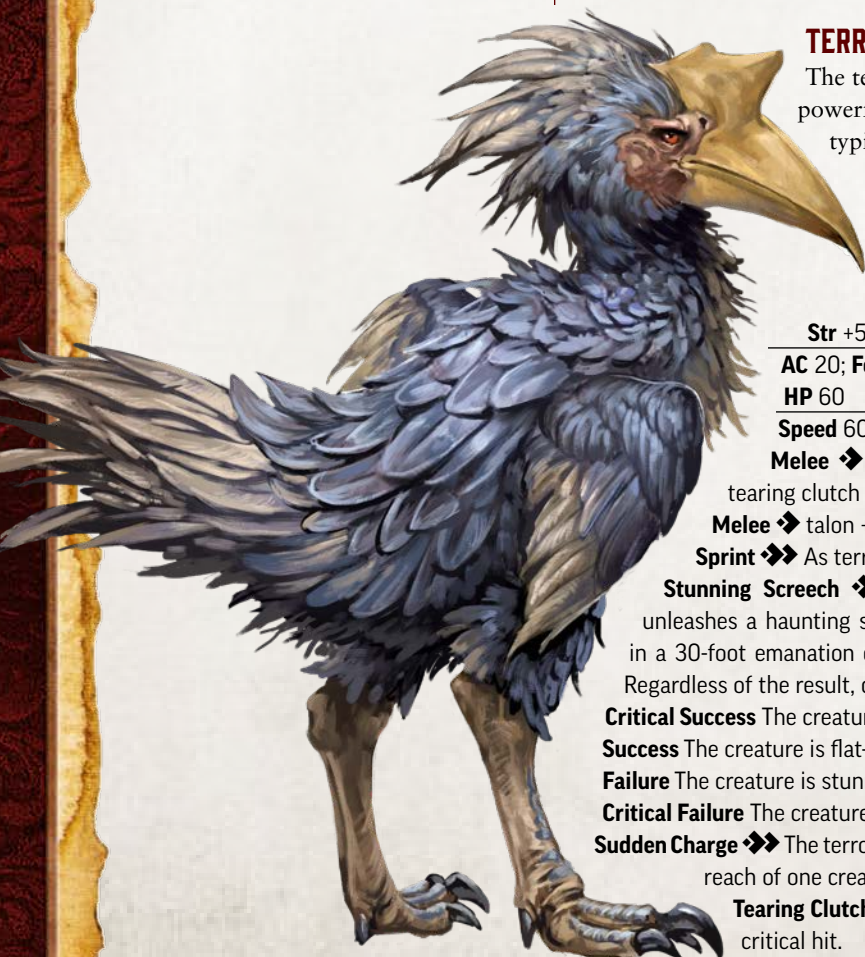 TERR
The te
power
typi
Str +5
AC 20; F
HP 60
Speed 60
Melee
tearing clutch
Melee talon -
Sprint As terr
Stunning Screech
unleashes a haunting s
in a 30-foot emanation
Regardless of the result,
Critical Success The creatur
Success The creature is flat-
Failure The creature is stun
Critical Failure The creature
Sudden Charge The terro
reach of one crea
Tearing Clutch
critical hit.